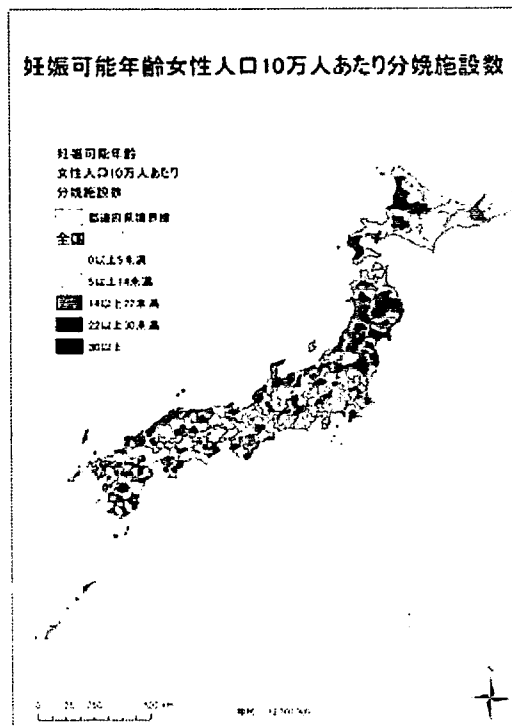 妊娠可能年齢女性人口10万人あたり分娩施設数
妊娠可能年齢
女性人口10万人あたり
分娩施設数
都道府県境界線
全国
0以上5未満
5以上14未満
14以上22未満
22以上30未満
30以上
0
500 km